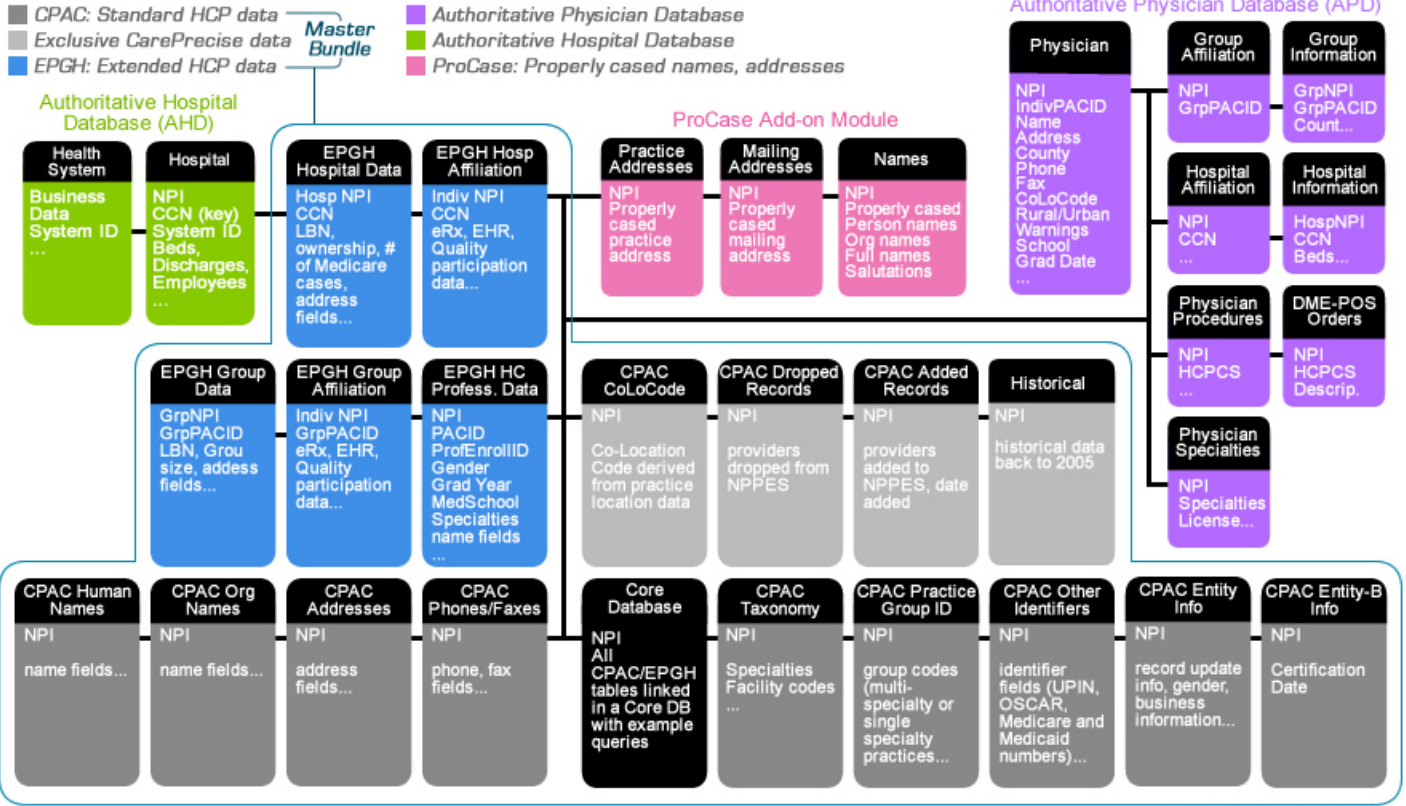 CPAC: Standard HCP data
Exclusive CarePrecise data
EPGH: Extended HCP data
Master
Bundle
Authoritative Physician Database
Authoritative Hospital Database
ProCase: Properly cased names, addresses
Authoritative Physician Database (APD)
Authoritative Hospital
Database (AHD)
Health
System
Business
Data
System ID
...
Hospital
NPI
CCN (key)
System ID
Beds,
Discharges,
Employees
...
EPGH
Hospital Data
Hosp NPI
CCN
LBN,
ownership, #
of Medicare
cases,
address
fields...
EPGH Hosp
Affiliation
Indiv NPI
CCN
eRx, EHR,
Quality
participation
data...
ProCase Add-on Module
Practice
Addresses
NPI
Properly
cased
practice
address
Mailing
Addresses
NPI
Properly
cased
mailing
address
Names
NPI
Properly cased
Person names
Org names
Full names
Salutations
Physician
NPI
IndivPACID
Name
Address
County
Phone
Fax
CoLoCode
Rural/Urban
Warnings
School
Grad Date
...
Group
Affiliation
NPI
GrpPACID
Group
Information
GrpNPI
GrpPACID
Count...
Hospital
Affiliation
NPI
CCN
...
Hospital
Information
HospNPI
CCN
Beds...
Physician
Procedures
NPI
HCPCS
...
DME-POS
Orders
NPI
HCPCS
Descrip.
Physician
Specialties
NPI
Specialties
License...
EPGH Group
Data
GrpNPI
GrpPACID
LBN, Grou
size, addess
fields...
EPGH Group
Affiliation
Indiv NPI
GrpPACID
eRx, EHR,
Quality
participation
data...
EPGH HC
Profess. Data
NPI
PACID
ProfEnrollID
Gender
Grad Year
MedSchool
Specialties
name fields
...
CPAC
CoLoCode
NPI
Co-Location
Code derived
from practice
location data
CPAC Dropped
Records
NPI
providers
dropped from
NPPES
CPAC Added
Records
NPI
providers
added to
NPPES, date
added
Historical
NPI
historical data
back to 2005
CPAC Human
Names
NPI
name fields...
CPAC Org
Names
NPI
name fields...
CPAC
Addresses
NPI
address
fields...
CPAC
Phones/Faxes
NPI
phone, fax
fields...
Core
Database
NPI
All
CPAC/EPGH
tables linked
in a Core DB
with example
queries
CPAC
Taxonomy
NPI
Specialties
Facility codes
...
CPAC Practice
Group ID
NPI
group codes
(multi-
specialty or
single
specialty
practices...
CPAC Other
Identifiers
NPI
identifier
fields (UPIN,
OSCAR,
Medicare and
Medicaid
numbers)...
CPAC Entity
Info
NPI
record update
info, gender,
business
information...
CPAC Entity-B
Info
NPI
Certification
Date